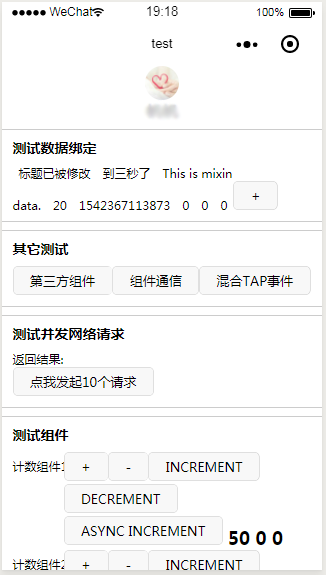 ●●●●● WeChat 19:18 100%
test
测试数据绑定
标题已被修改 到三秒了 This is mixin
data. 20 1542367113873 0 0 0 +
其它测试
第三方组件 组件通信 混合TAP事件
测试并发网络请求
返回结果:
点我发起10个请求
测试组件
计数组件1 + - INCREMENT
DECREMENT
ASYNC INCREMENT 50 0 0
计数组件2 + - INCREMENT